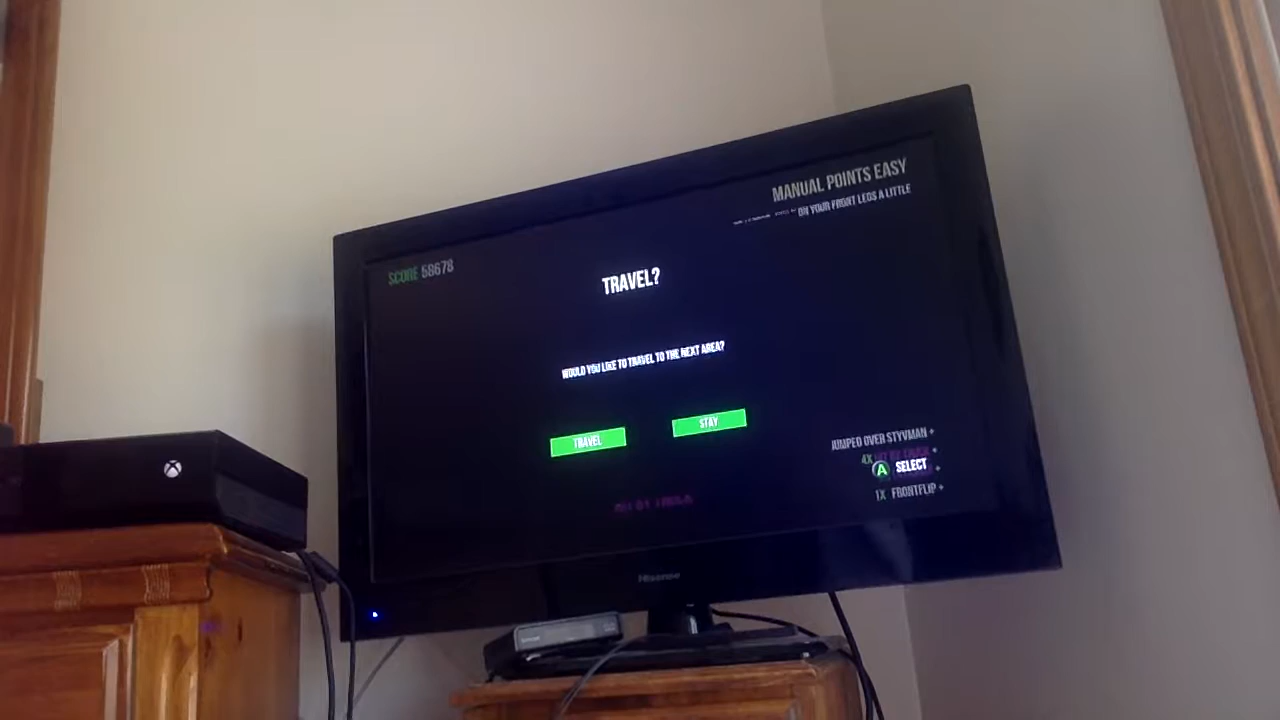 MANUAL POINTS EASY
ON YOUR FRONT LEGS A LITTLE
SCORE 58678
TRAVEL?
WOULD YOU LIKE TO TRAVEL TO THE NEXT AREA?
TRAVEL
STAY
JUMPED OVER STYVMAN +
4X
A SELECT
1X FRONTFLIP +
Hisense